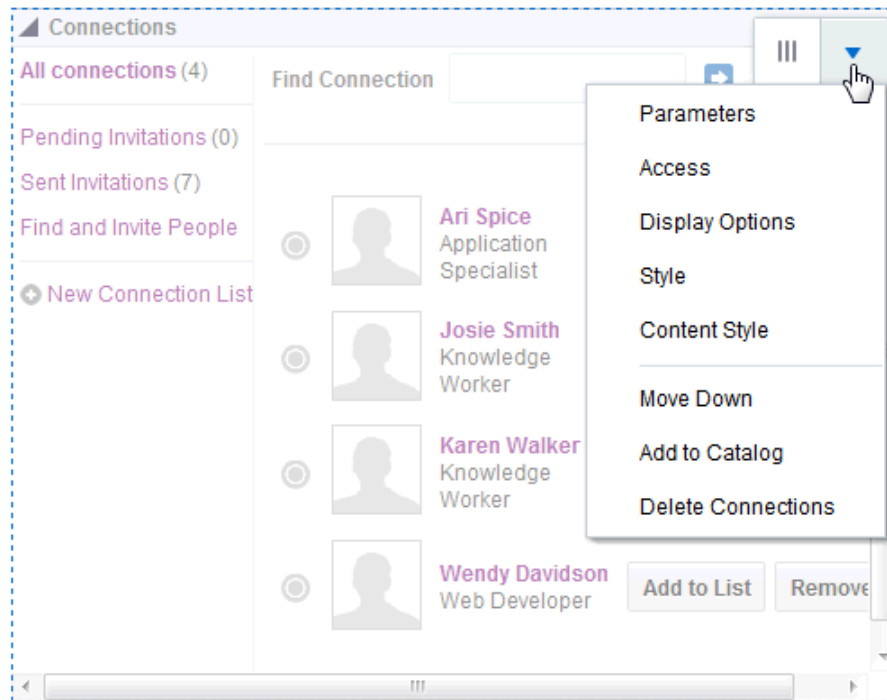 Connections
All connections (4)
Find Connection
Pending Invitations (0)
Sent Invitations (7)
Find and Invite People
New Connection List
Ari Spice
Application
Specialist
Josie Smith
Knowledge
Worker
Karen Walker
Knowledge
Worker
Wendy Davidson
Web Developer
Add to List
Remove
Parameters
Access
Display Options
Style
Content Style
Move Down
Add to Catalog
Delete Connections